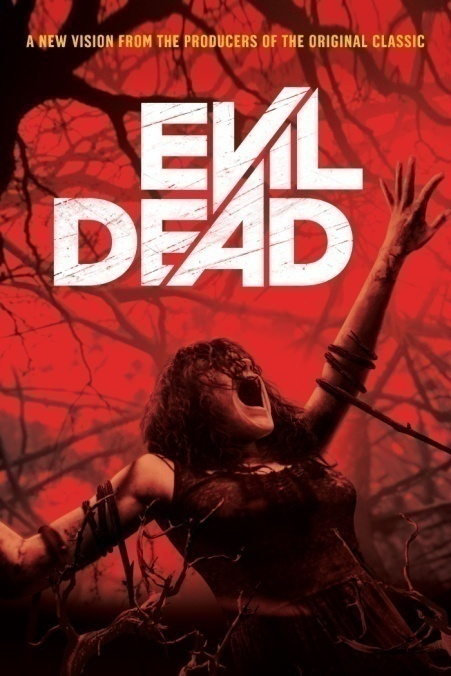 A NEW VISION FROM THE PRODUCERS OF THE ORIGINAL CLASSIC
EVIL
DEAD